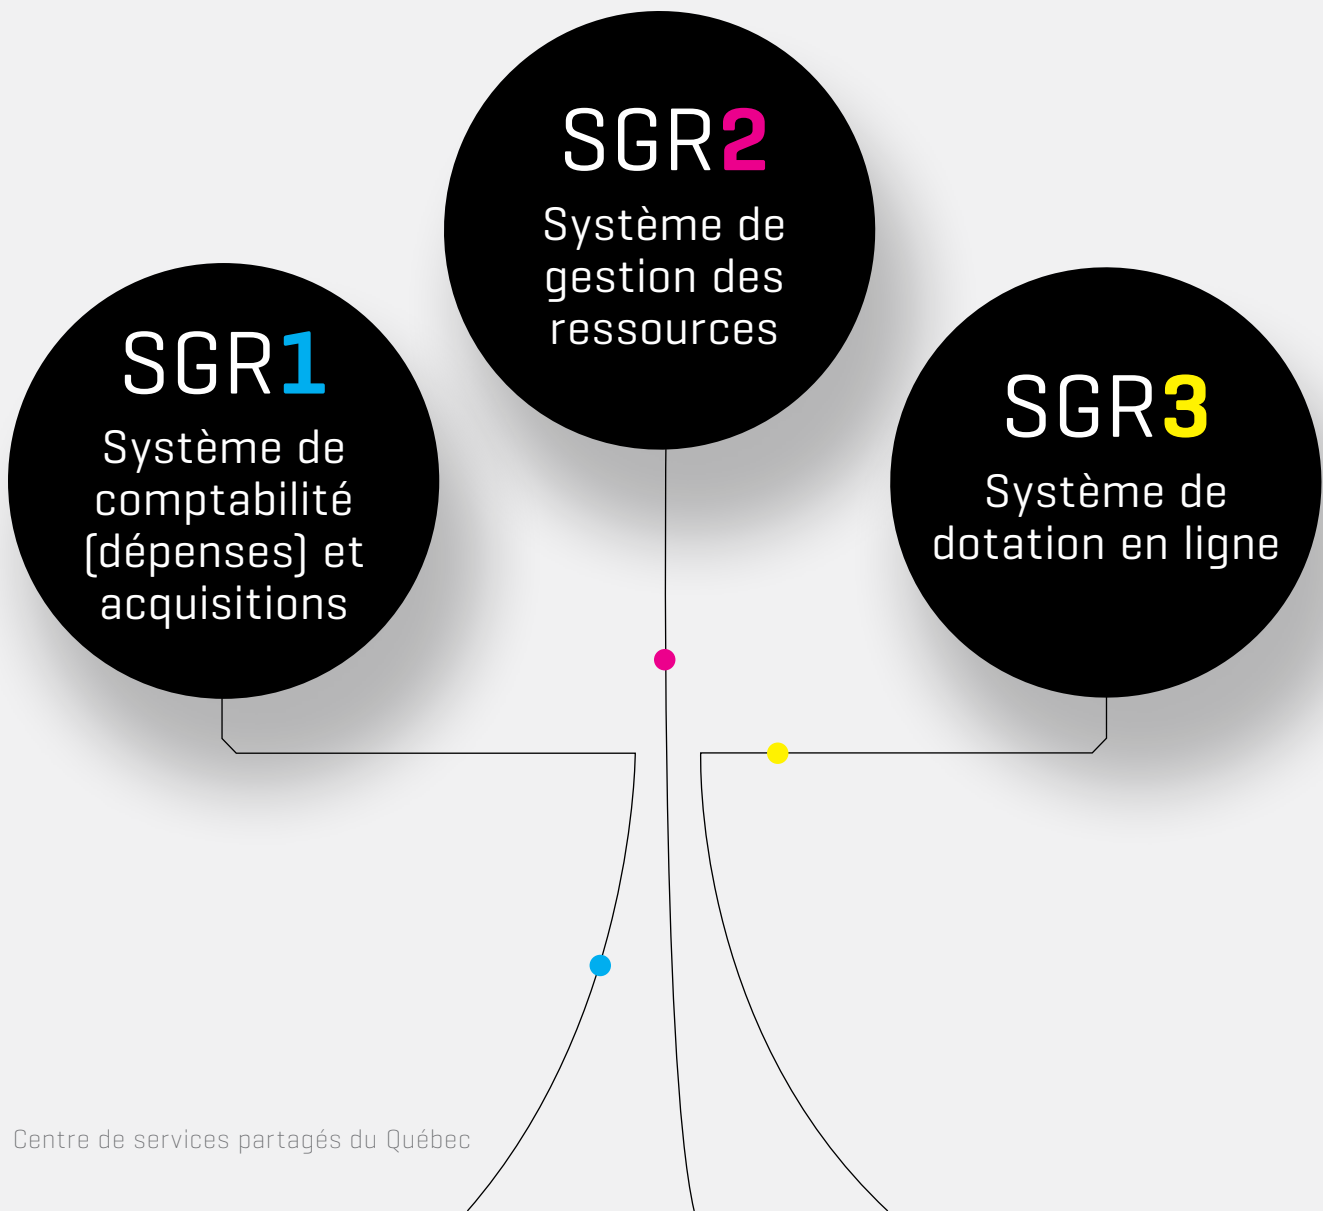 SGR1
Système de
comptabilité
(dépenses) et
acquisitions
SGR2
Système de
gestion des
ressources
SGR3
Système de
dotation en ligne
Centre de services partagés du Québec